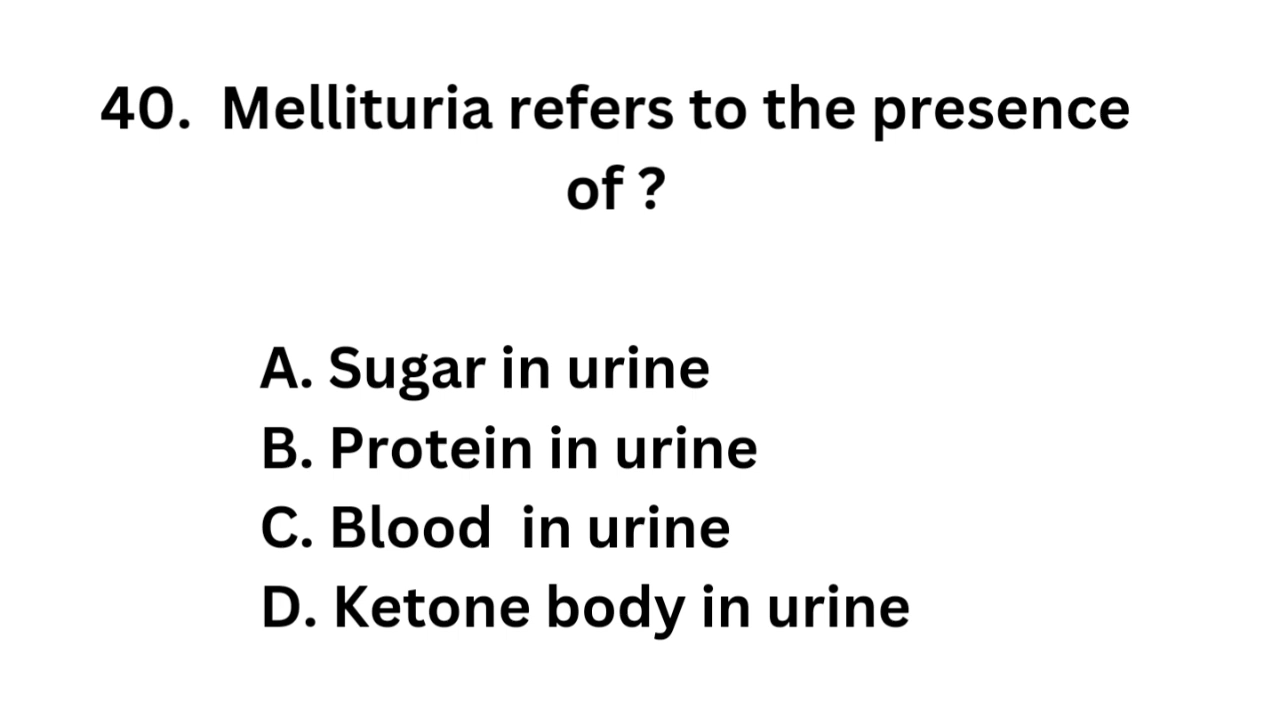 40. Mellituria refers to the presence
of ?
A. Sugar in urine
B. Protein in urine
C. Blood in urine
D. Ketone body in urine